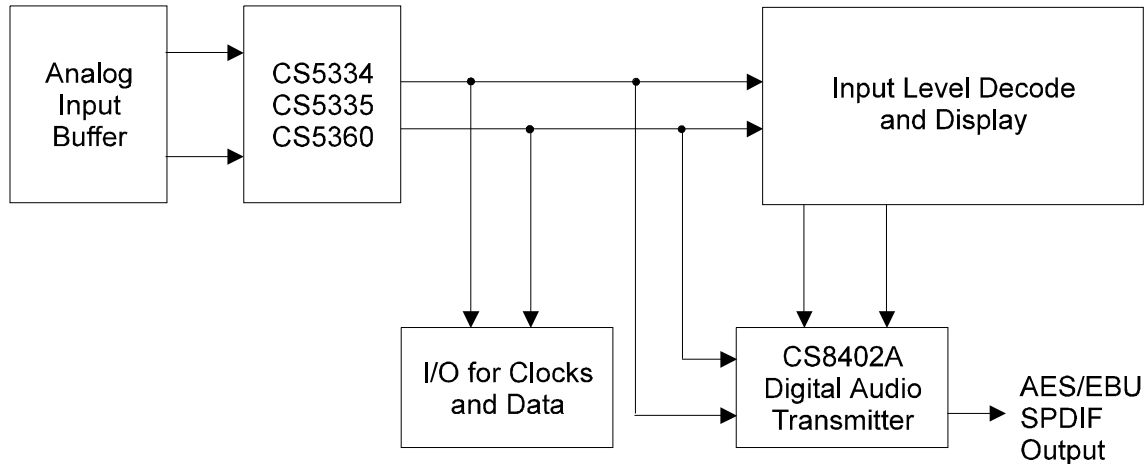 Analog
Input
Buffer
CS5334
CS5335
CS5360
Input Level Decode
and Display
I/O for Clocks
and Data
CS8402A
Digital Audio
Transmitter
AES/EBU
SPDIF
Output